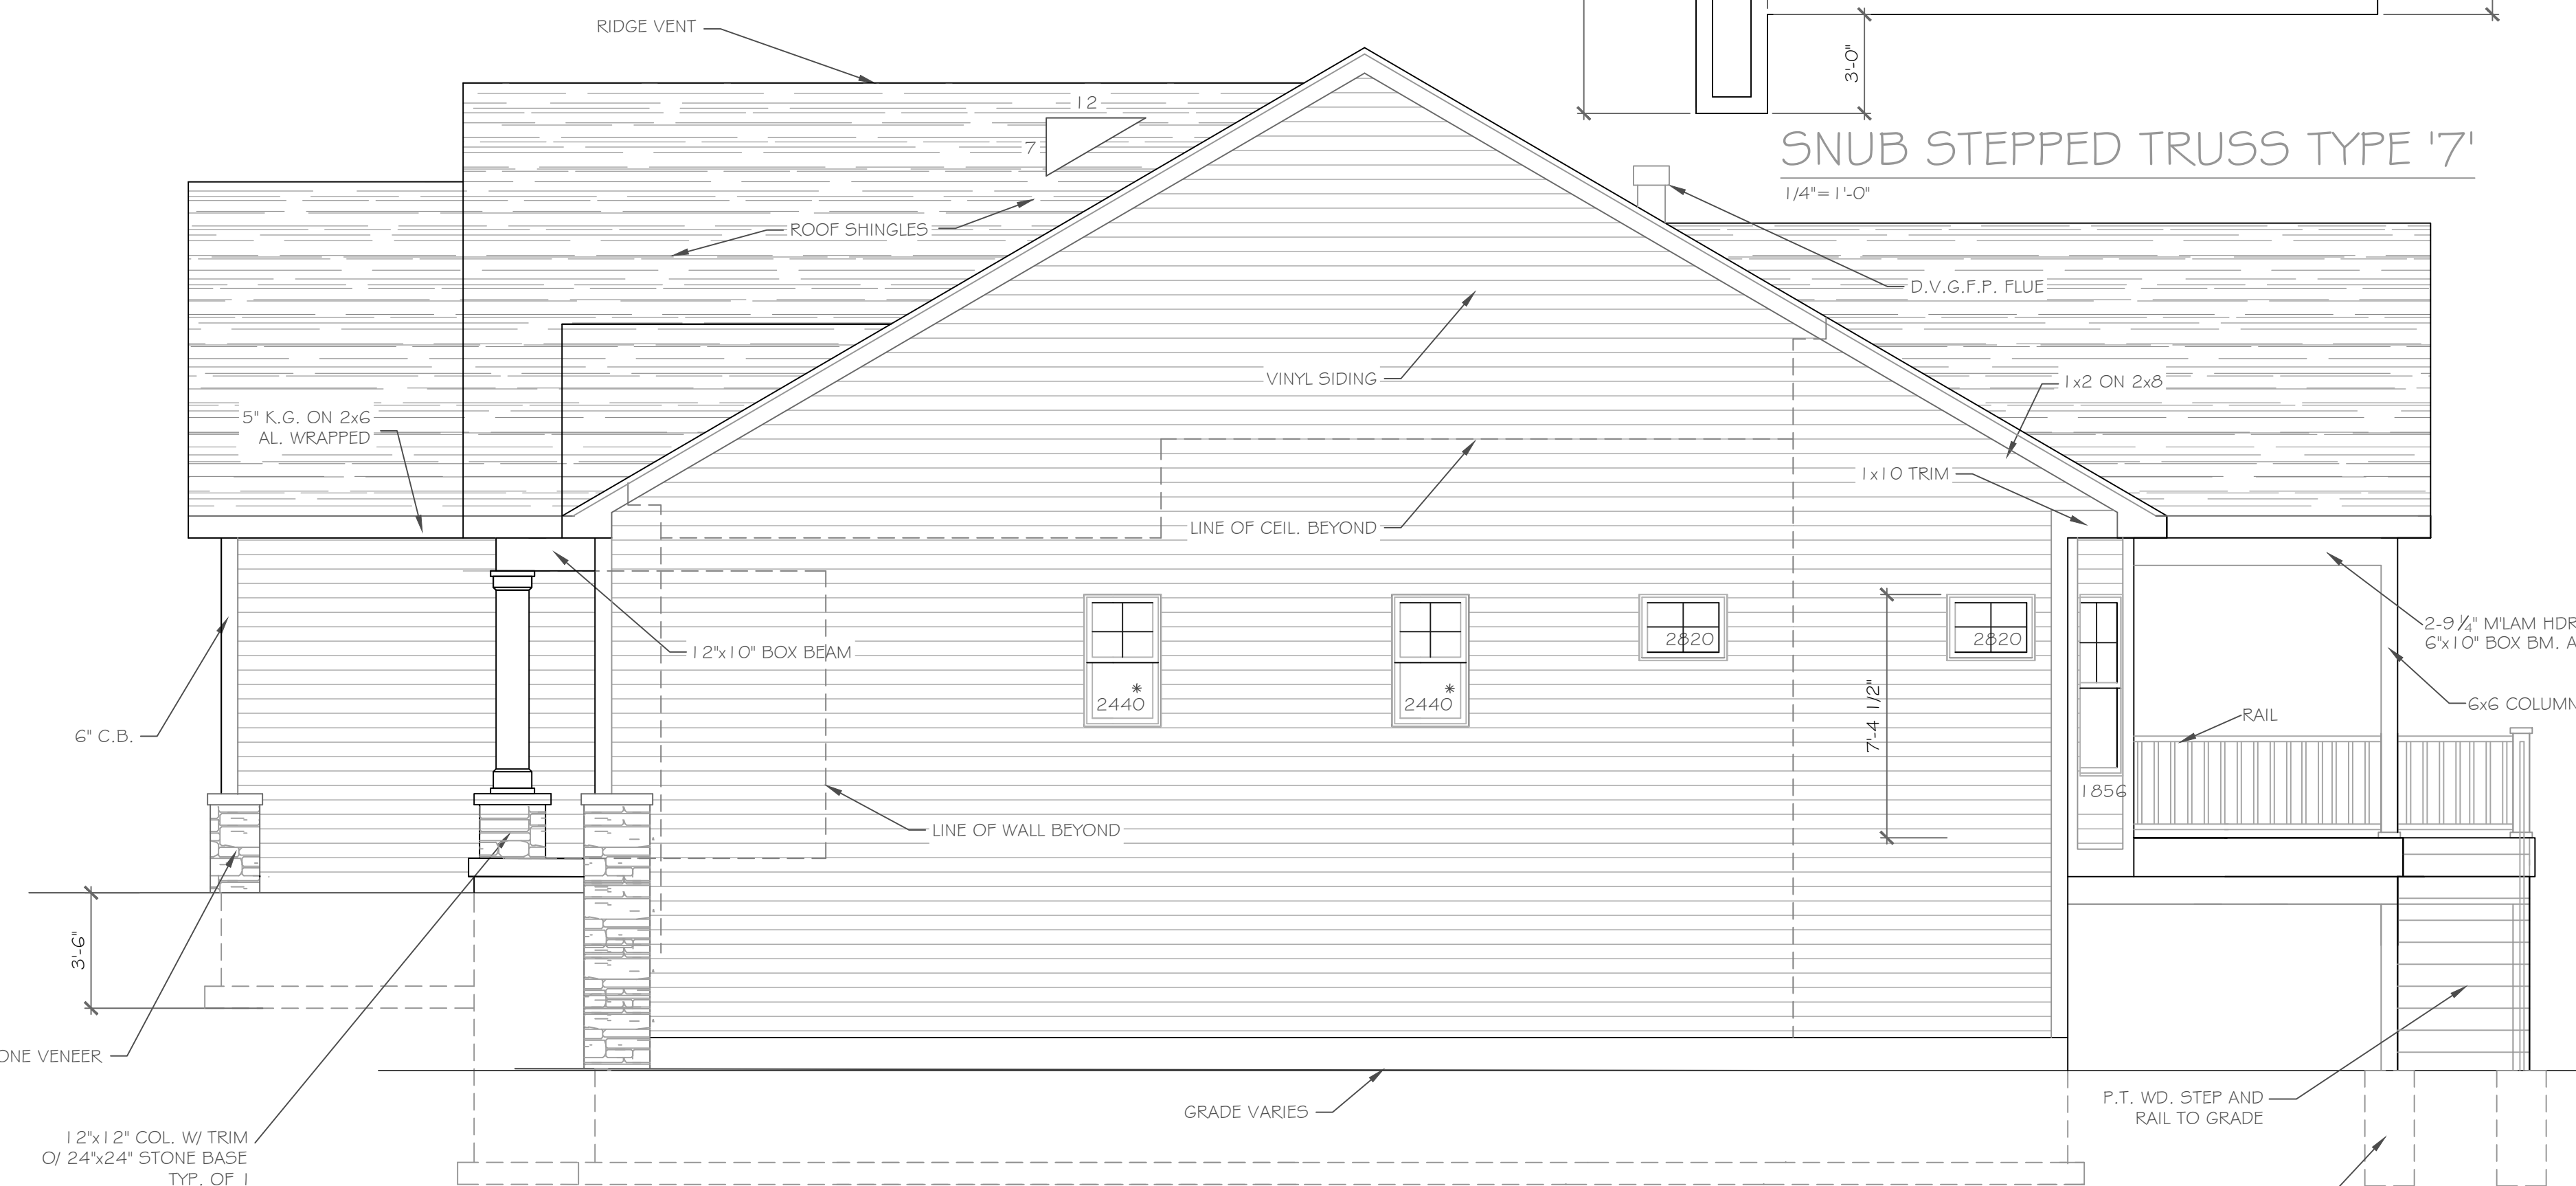 RIDGE VENT
3'-0"
SNUB STEPPED TRUSS TYPE '7'
1/4"=1'-0"
12
7
ROOF SHINGLES
D.V.G.F.P. FLUE
VINYL SIDING
1x2 ON 2x8
5" K.G. ON 2x6
AL. WRAPPED
1x10 TRIM
LINE OF CEIL. BEYOND
12"x10" BOX BEAM
2820
2820
2-9 1/4" M'LAM HDR
6"x10" BOX BM. A
*
2440
*
2440
7'-4 1/2"
6x6 COLUMN
RAIL
6" C.B.
1856
LINE OF WALL BEYOND
3'-6"
ONE VENEER
GRADE VARIES
P.T. WD. STEP AND
RAIL TO GRADE
12"x12" COL. W/ TRIM
O/ 24"x24" STONE BASE
TYP. OF 1